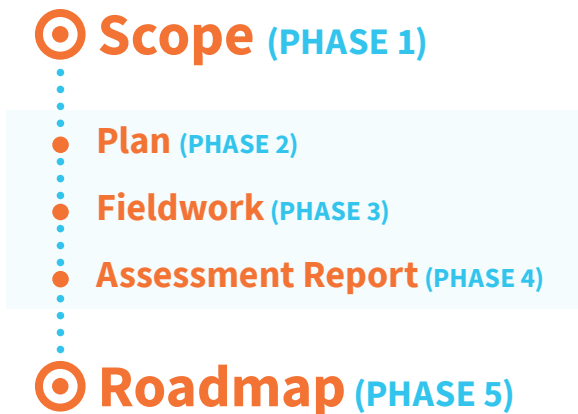 Scope (PHASE 1)
Plan (PHASE 2)
Fieldwork (PHASE 3)
Assessment Report (PHASE 4)
Roadmap (PHASE 5)